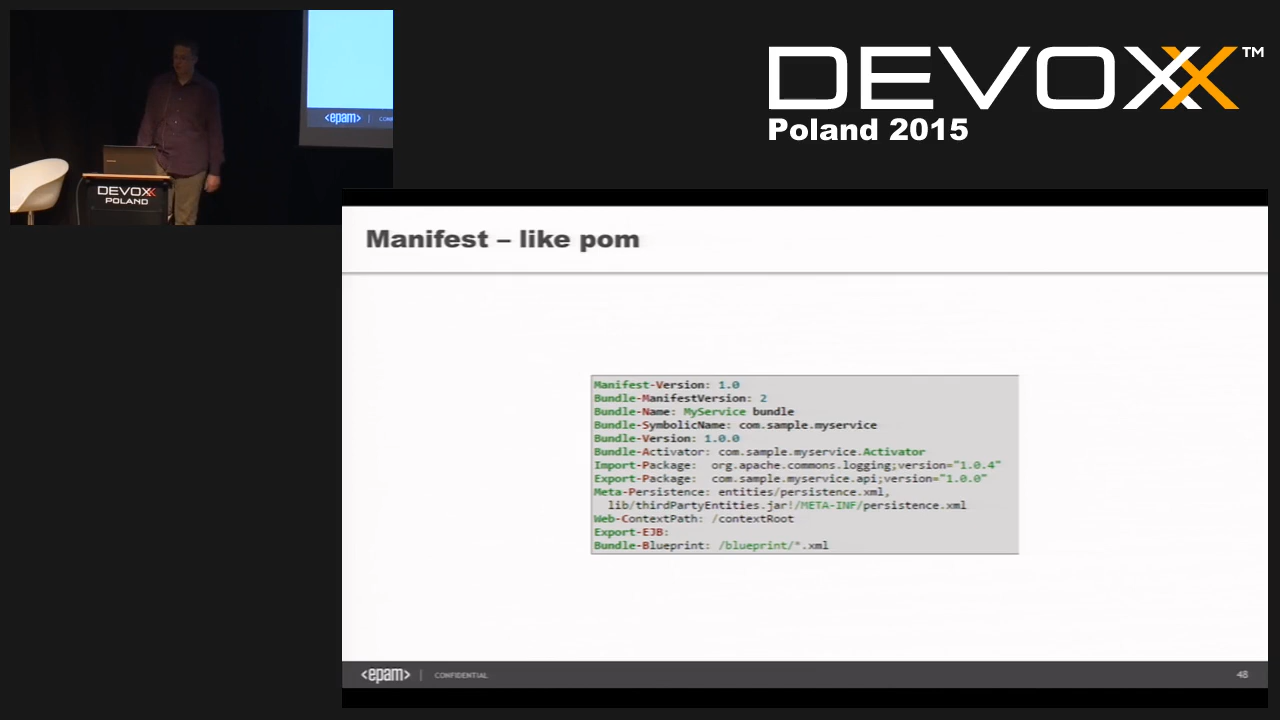 <epam> | CON
DEVOXX
POLAND
DEVOXX™
Poland 2015
Manifest – like pom
Manifest-Version: 1.0
Bundle-ManifestVersion: 2
Bundle-Name: MyService bundle
Bundle-SymbolicName: com.sample.myservice
Bundle-Version: 1.0.0
Bundle-Activator: com.sample.myservice.Activator
Import-Package: org.apache.commons.logging;version="1.0.4"
Export-Package: com.sample.myservice.api;version="1.0.0"
Meta-Persistence: entities/persistence.xml,
lib/thirdPartyEntities.jar!/META-INF/persistence.xml
Web-ContextPath: /contextRoot
Export-EJB:
Bundle-Blueprint: /blueprint/*.xml
<epam> | CONFIDENTIAL
48